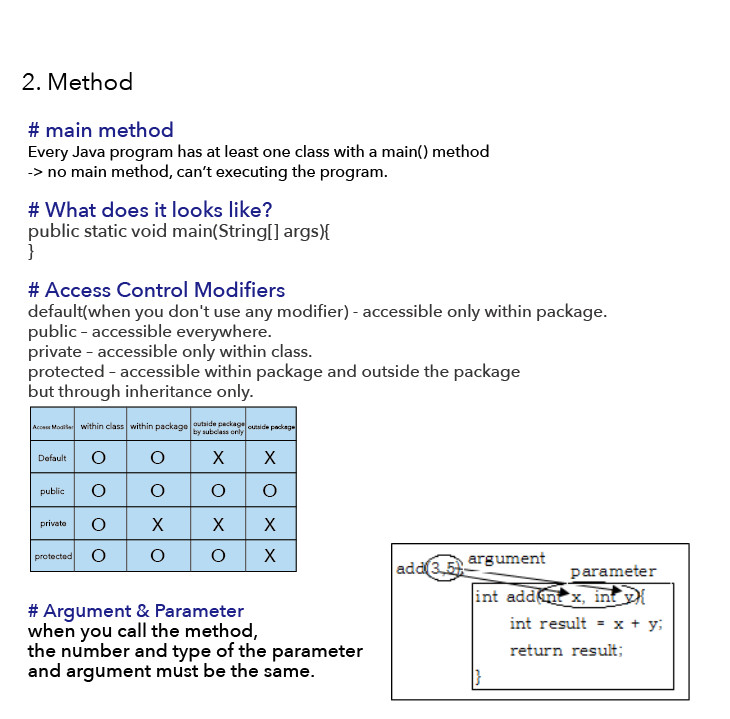 2. Method
# main method
Every Java program has at least one class with a main() method
-> no main method, can't executing the program.
# What does it looks like?
public static void main(String[] args){
}
# Access Control Modifiers
default(when you don't use any modifier) - accessible only within package.
public – accessible everywhere.
private – accessible only within class.
protected – accessible within package and outside the package
but through inheritance only.
Access Modifier within class within package outside package by subclass only outside package
Default O O X X
public O O O O
private O X X X
protected O O O X
# Argument & Parameter
when you call the method,
the number and type of the parameter
and argument must be the same.
argument
add(3,5);
parameter
int add(int x, int y){
int result = x + y;
return result;
}